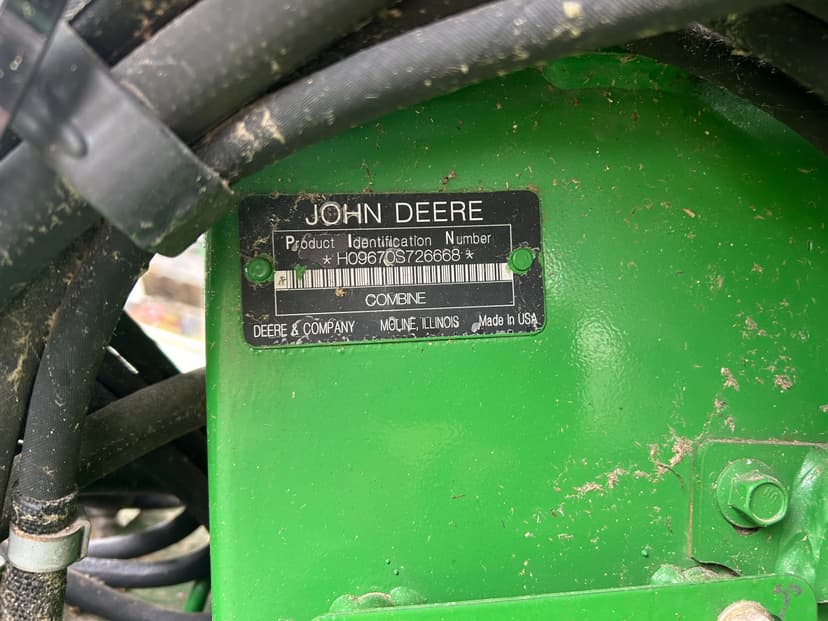 JOHN DEERE
Product Identification Number
* H09670S726668 *
COMBINE
DEERE & COMPANY MOLINE, ILLINOIS Made in USA